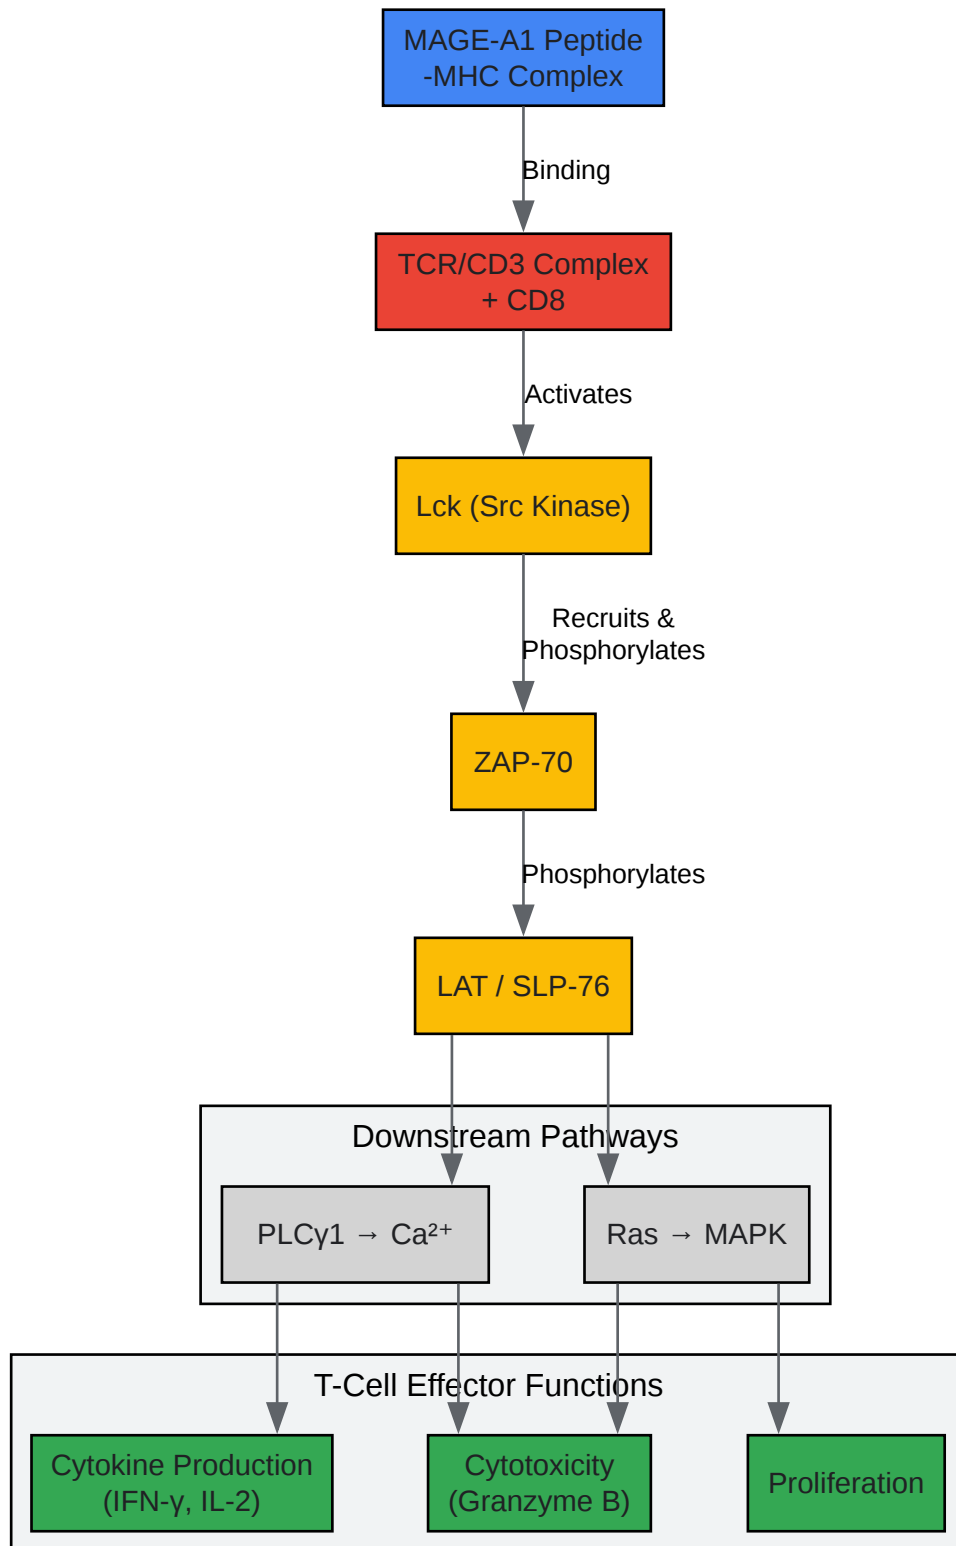 MAGE-A1 Peptide
-MHC Complex
Binding
TCR/CD3 Complex
+ CD8
Activates
Lck (Src Kinase)
Recruits &
Phosphorylates
ZAP-70
Phosphorylates
LAT / SLP-76
Downstream Pathways
PLCγ1 → Ca²⁺
Ras → MAPK
T-Cell Effector Functions
Cytokine Production
(IFN-γ, IL-2)
Cytotoxicity
(Granzyme B)
Proliferation